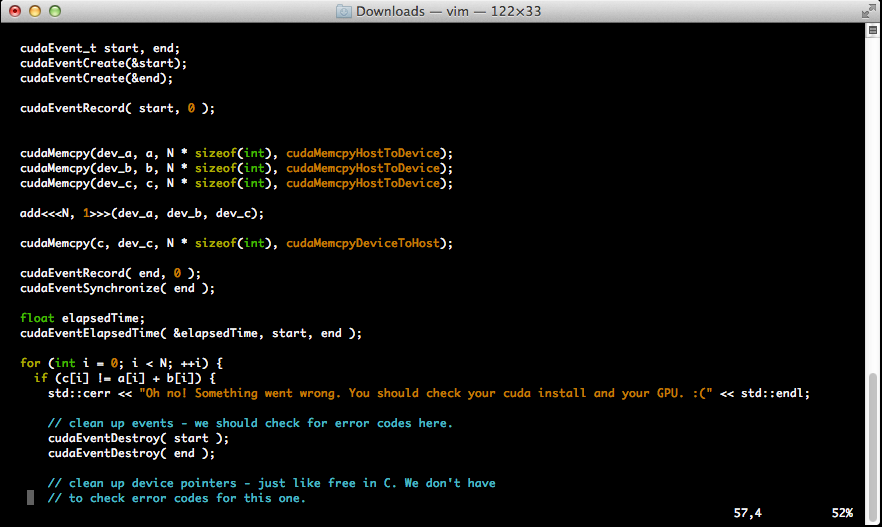 Downloads — vim — 122×33
cudaEvent_t start, end;
cudaEventCreate(&start);
cudaEventCreate(&end);
cudaEventRecord( start, 0 );
cudaMemcpy(dev_a, a, N * sizeof(int), cudaMemcpyHostToDevice);
cudaMemcpy(dev_b, b, N * sizeof(int), cudaMemcpyHostToDevice);
cudaMemcpy(dev_c, c, N * sizeof(int), cudaMemcpyHostToDevice);
add<<<N, 1>>>(dev_a, dev_b, dev_c);
cudaMemcpy(c, dev_c, N * sizeof(int), cudaMemcpyDeviceToHost);
cudaEventRecord( end, 0 );
cudaEventSynchronize( end );
float elapsedTime;
cudaEventElapsedTime( &elapsedTime, start, end );
for (int i = 0; i < N; ++i) {
if (c[i] != a[i] + b[i]) {
std::cerr << "Oh no! Something went wrong. You should check your cuda install and your GPU. :(" << std::endl;
// clean up events - we should check for error codes here.
cudaEventDestroy( start );
cudaEventDestroy( end );
// clean up device pointers - just like free in C. We don't have
// to check error codes for this one.
57,4 52%